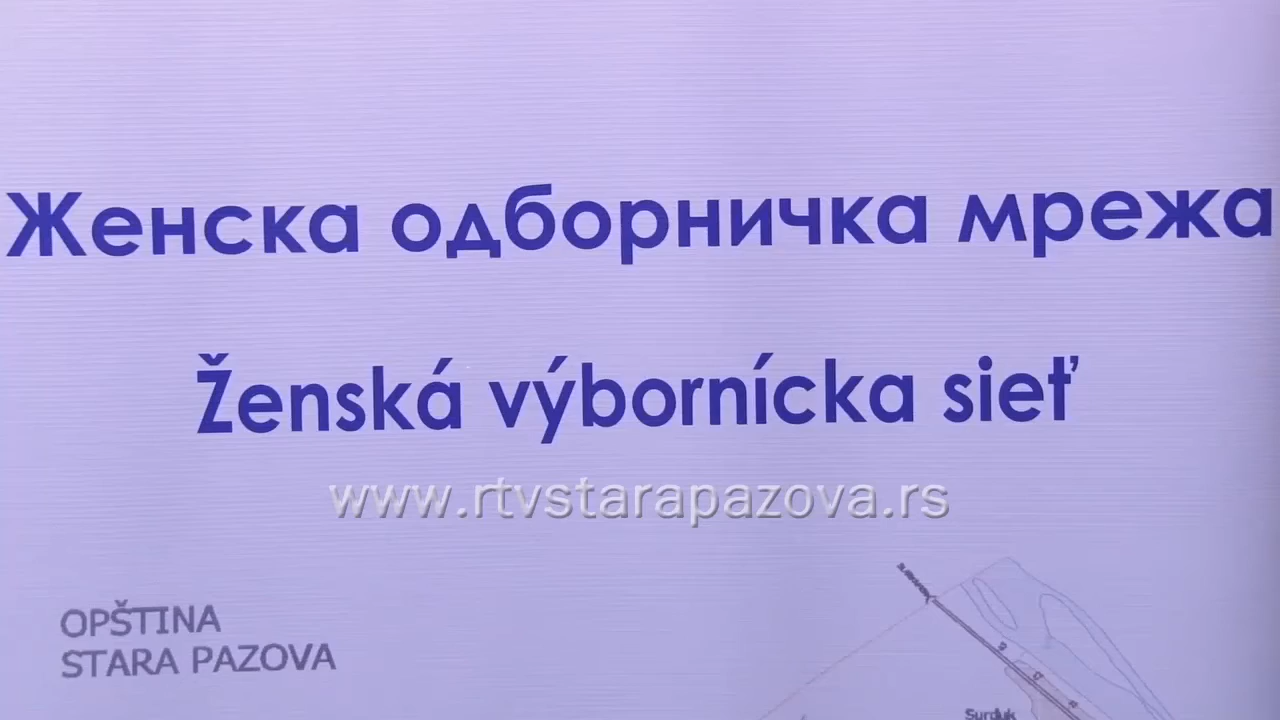 Женска одборничка мрежа
Ženská výbornícka sieť
www.rtvstarapazova.rs
OPŠTINA
STARA PAZOVA
Surduk